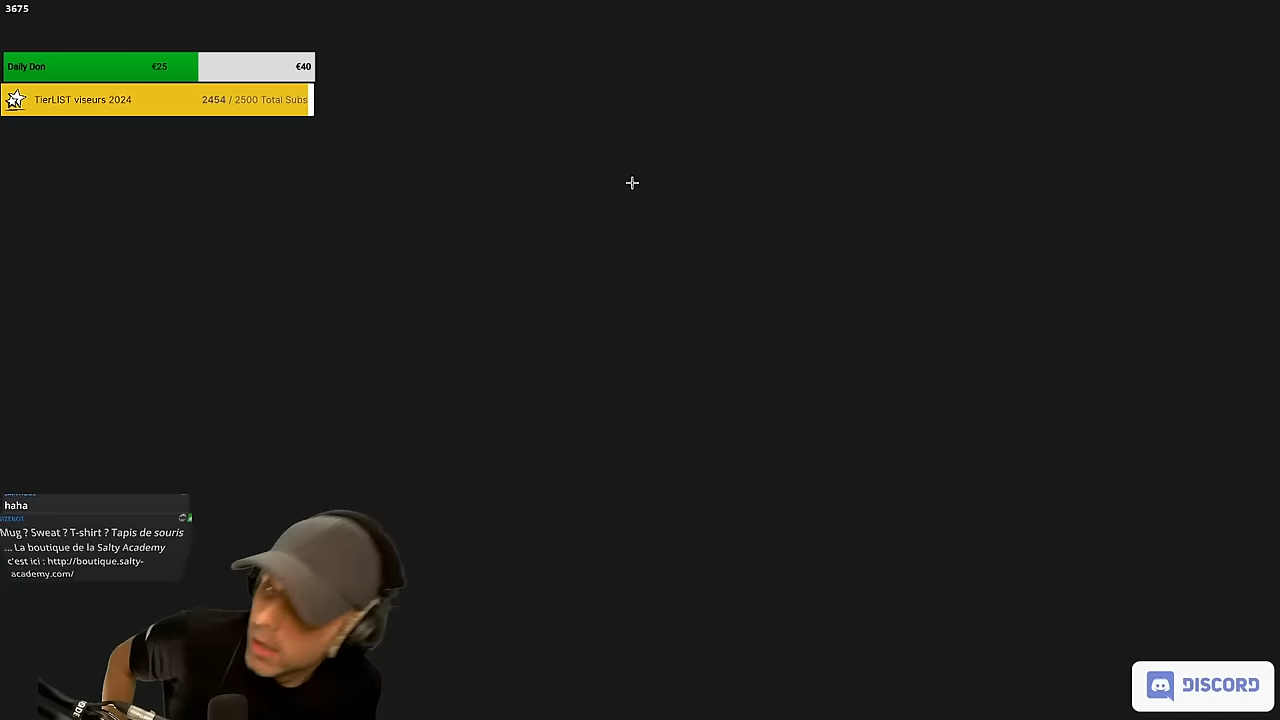 3675
Daily Don €25 €40
TierLIST viseurs 2024 2454 / 2500 Total Subs
haha
Mug ? Sweat ? T-shirt ? Tapis de souris
... La boutique de la Salty Academy
c'est ici : http://boutique.salty-
academy.com/
DISCORD